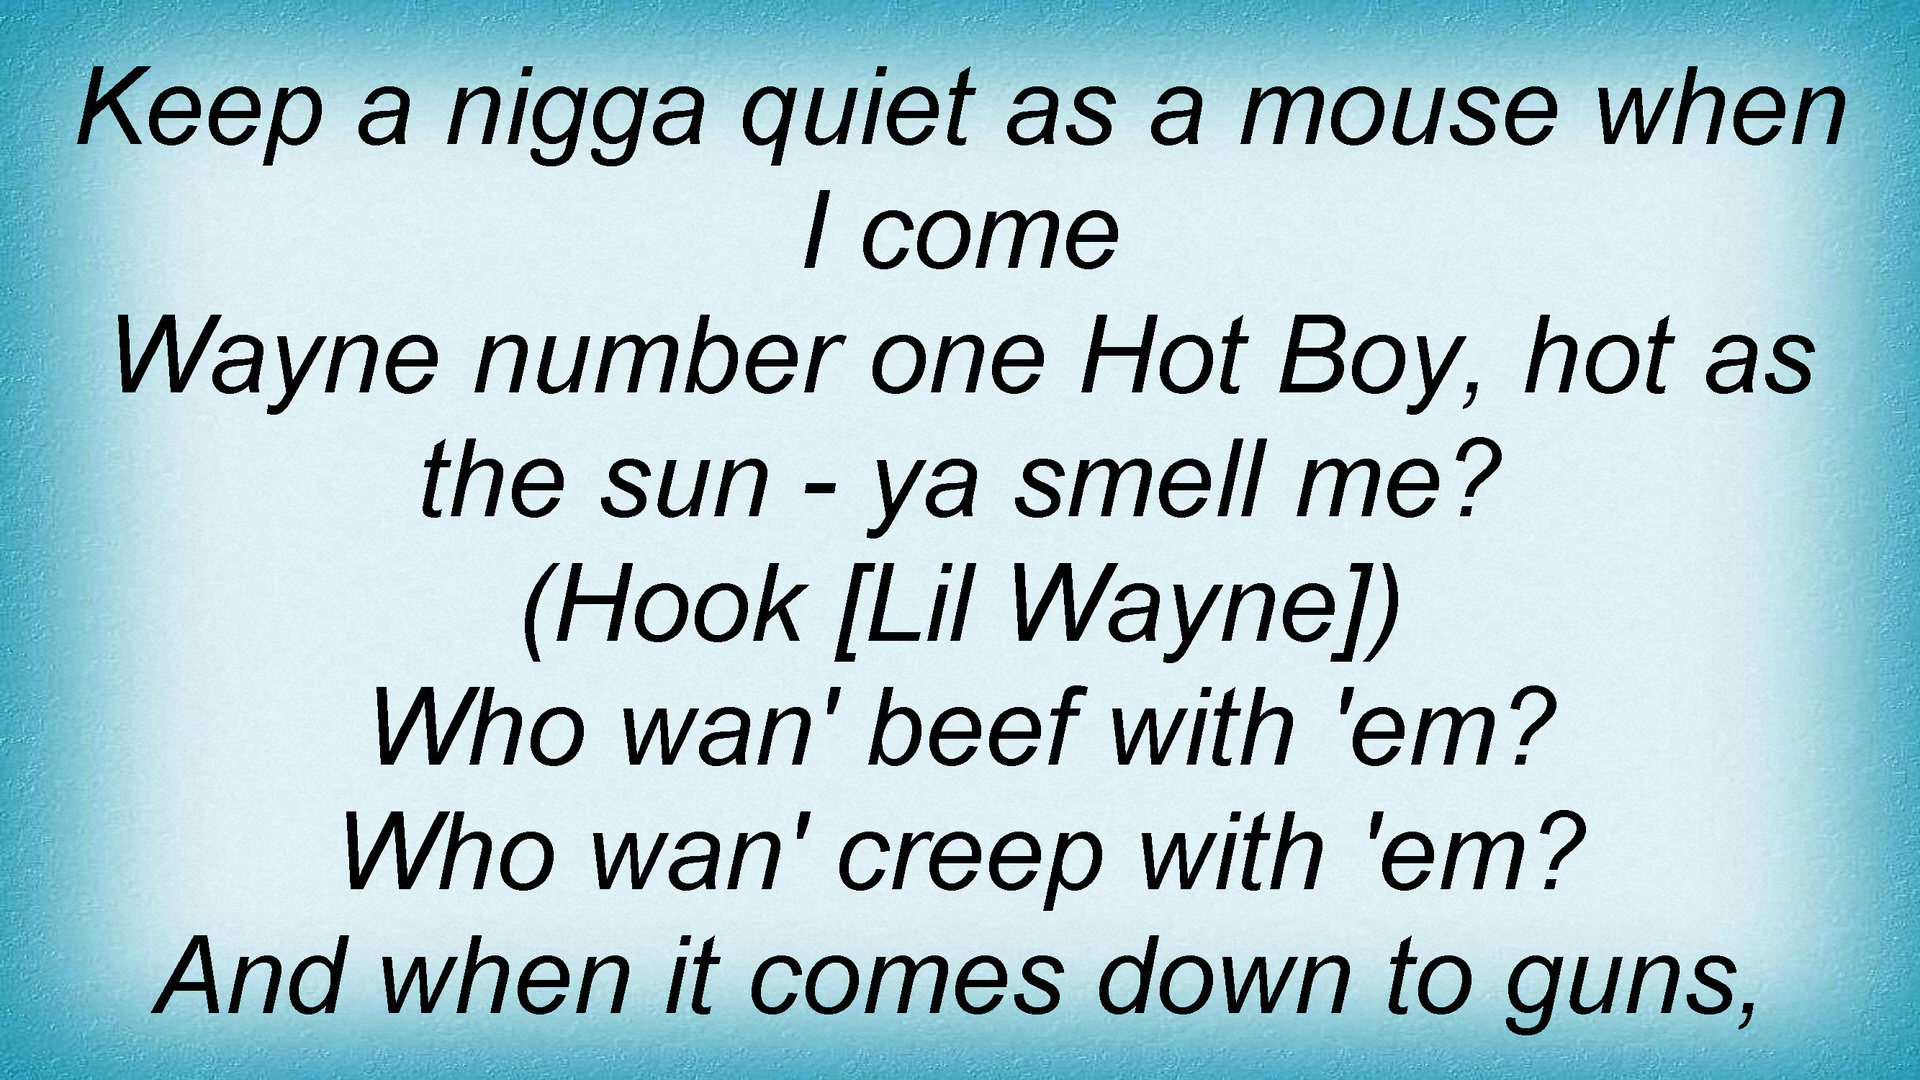 Keep a nigga quiet as a mouse when
I come
Wayne number one Hot Boy, hot as
the sun - ya smell me?
(Hook [Lil Wayne])
Who wan' beef with 'em?
Who wan' creep with 'em?
And when it comes down to guns,